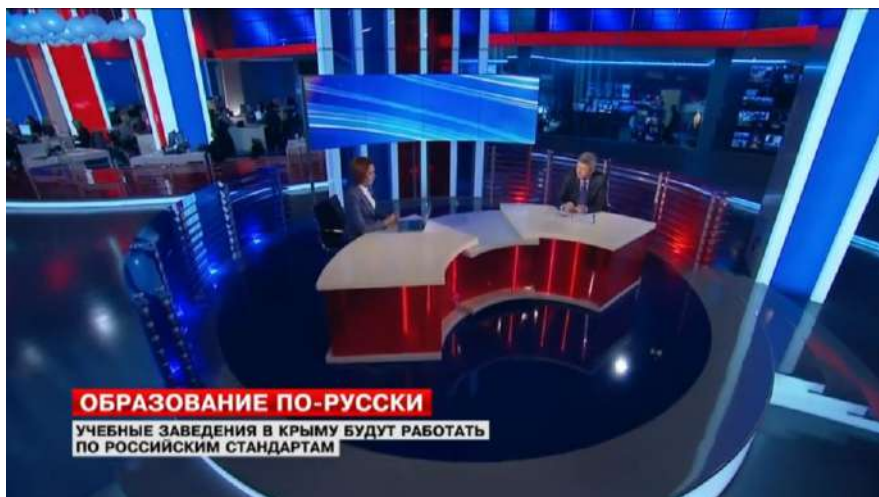 ОБРАЗОВАНИЕ ПО-РУССКИ
УЧЕБНЫЕ ЗАВЕДЕНИЯ В КРЫМУ БУДУТ РАБОТАТЬ
ПО РОССИЙСКИМ СТАНДАРТАМ